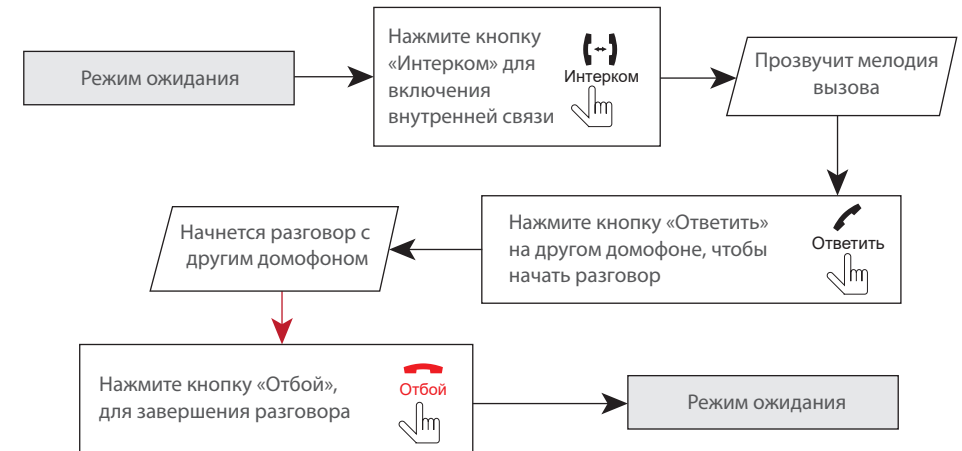 Режим ожидания
Нажмите кнопку
«Интерком» для
включения
внутренней связи
Интерком
Прозвучит мелодия
вызова
Нажмите кнопку «Ответить»
на другом домофоне, чтобы
начать разговор
Ответить
Начнется разговор с
другим домофоном
Нажмите кнопку «Отбой»,
для завершения разговора
Отбой
Режим ожидания